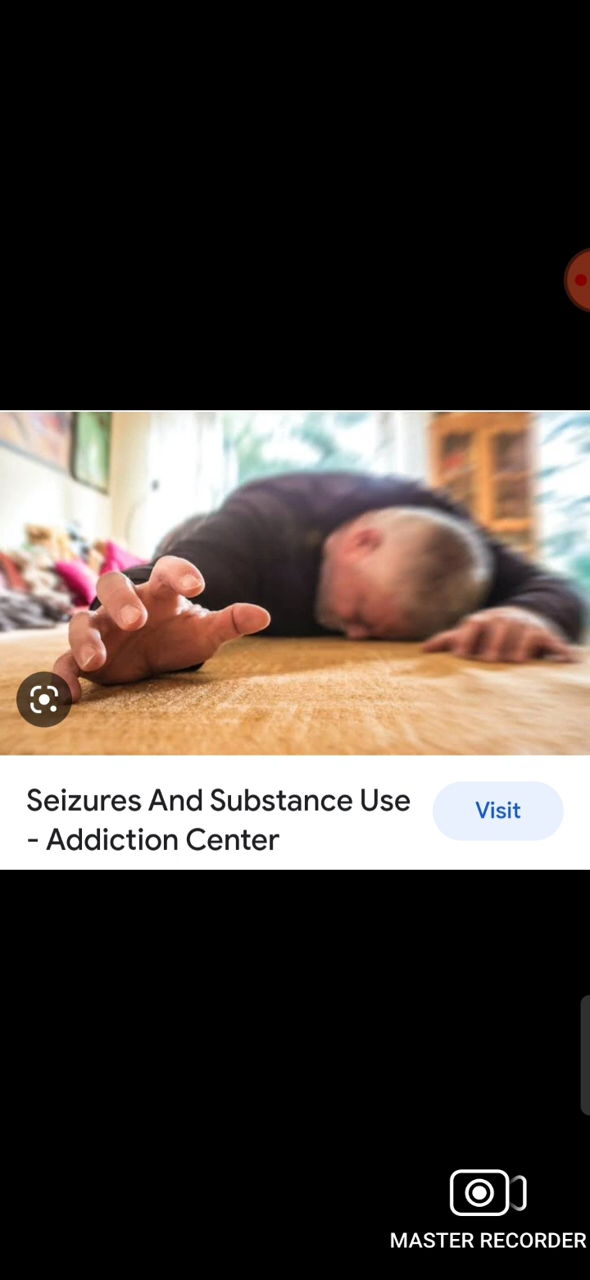 Seizures And Substance Use
- Addiction Center
Visit
MASTER RECORDER